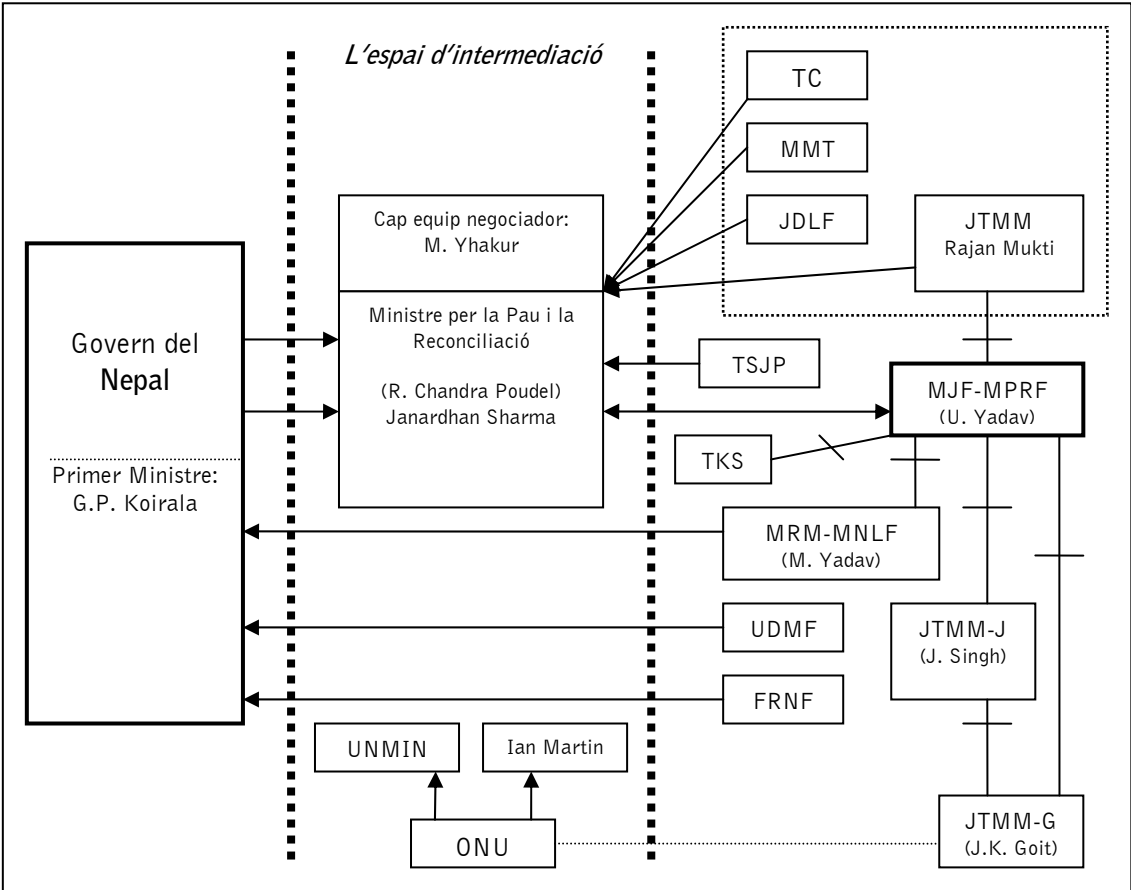 L'espai d'intermediació
TC
MMT
JDLF
JTMM
Rajan Mukti
Cap equip negociador:
M. Yhakur
Ministre per la Pau i la
Reconciliació
(R. Chandra Poudel)
Janardhan Sharma
Govern del
Nepal
Primer Ministre:
G.P. Koirala
TSJP
MJF-MPRF
(U. Yadav)
TKS
MRM-MNLF
(M. Yadav)
UDMF
JTMM-J
(J. Singh)
FRNF
UNMIN
Ian Martin
ONU
JTMM-G
(J.K. Goit)